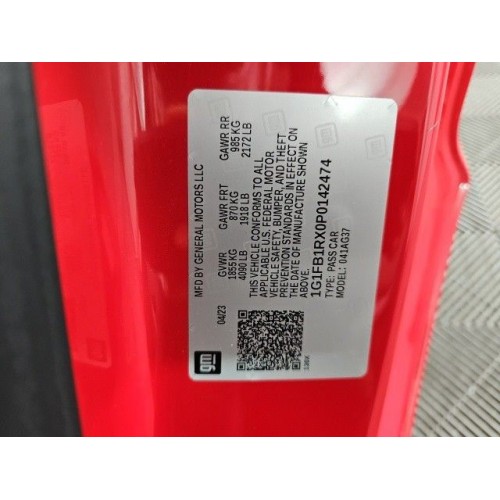 MFD BY GENERAL MOTORS LLC
04/23 GVWR GAWR FRT GAWR RR
1855 KG 870 KG 985 KG
4090 LB 1918 LB 2172 LB
THIS VEHICLE CONFORMS TO ALL
APPLICABLE U.S. FEDERAL MOTOR
VEHICLE SAFETY, BUMPER, AND THEFT
PREVENTION STANDARDS IN EFFECT ON
THE DATE OF MANUFACTURE SHOWN
ABOVE.
1G1FB1RX0P0142474
TYPE: PASS CAR
MODEL: 041AG37
gm